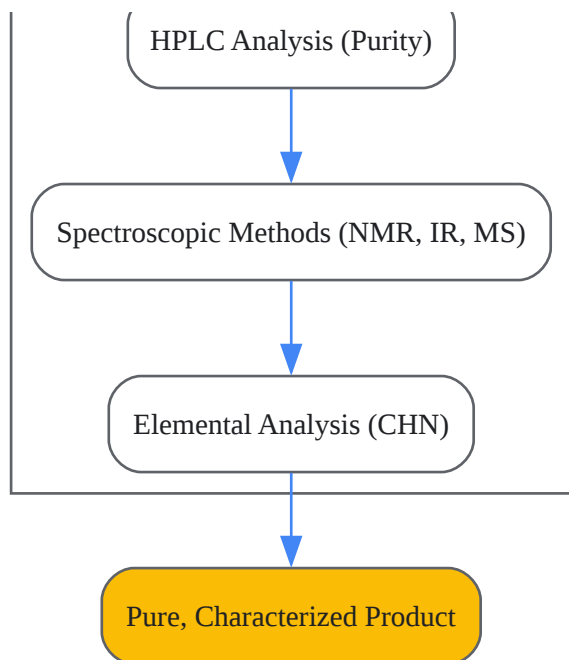 HPLC Analysis (Purity)
Spectroscopic Methods (NMR, IR, MS)
Elemental Analysis (CHN)
Pure, Characterized Product